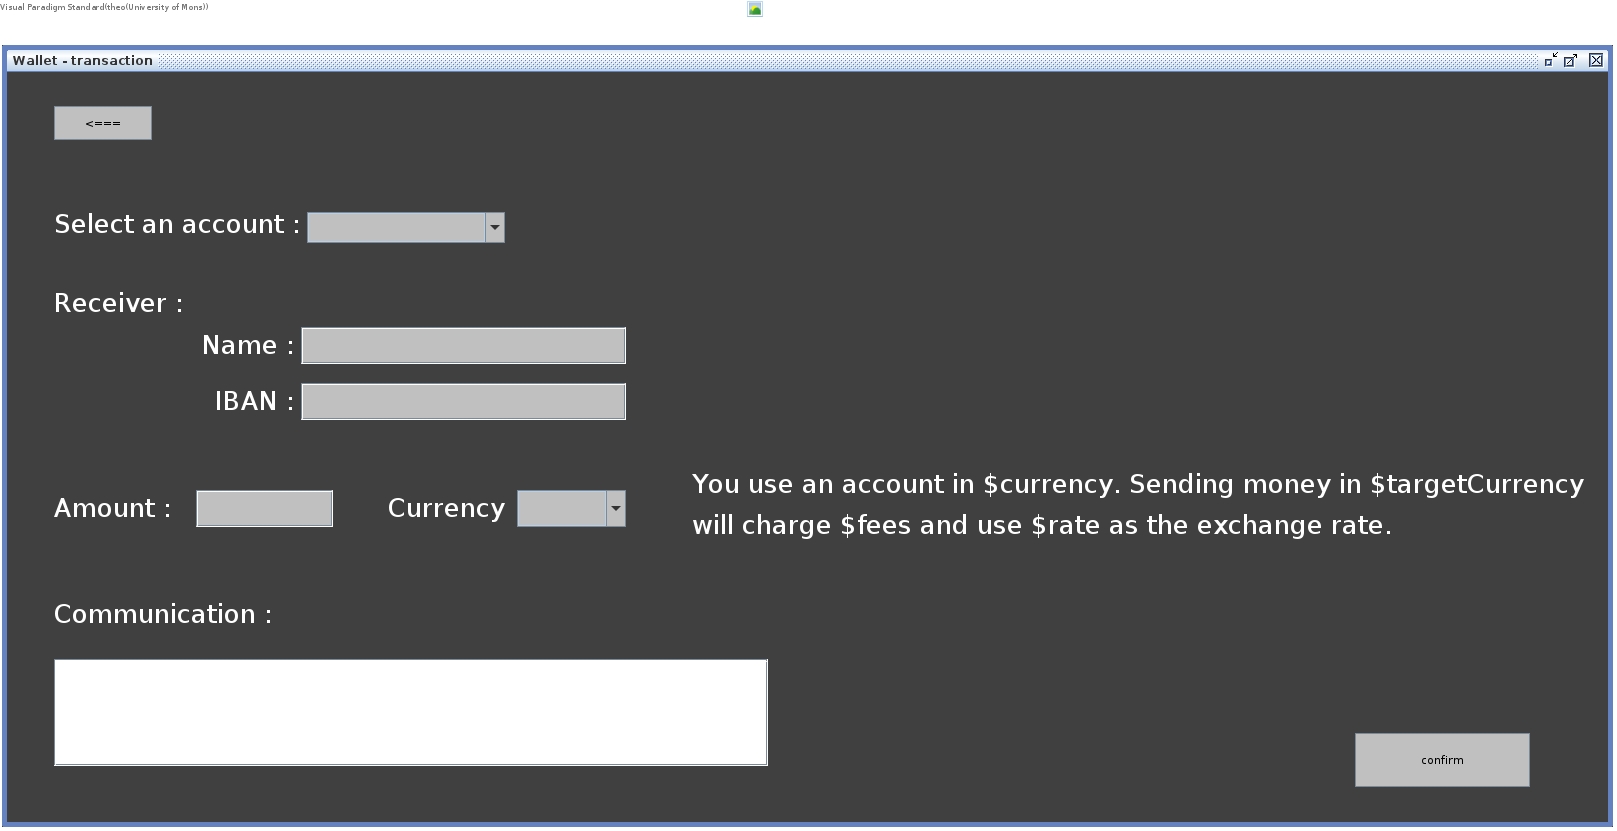 Visual Paradigm Standard(theo(University of Mons))
Wallet - transaction
<===
Select an account :
Receiver :
Name :
IBAN :
Amount :
Currency
You use an account in $currency. Sending money in $targetCurrency
will charge $fees and use $rate as the exchange rate.
Communication :
confirm